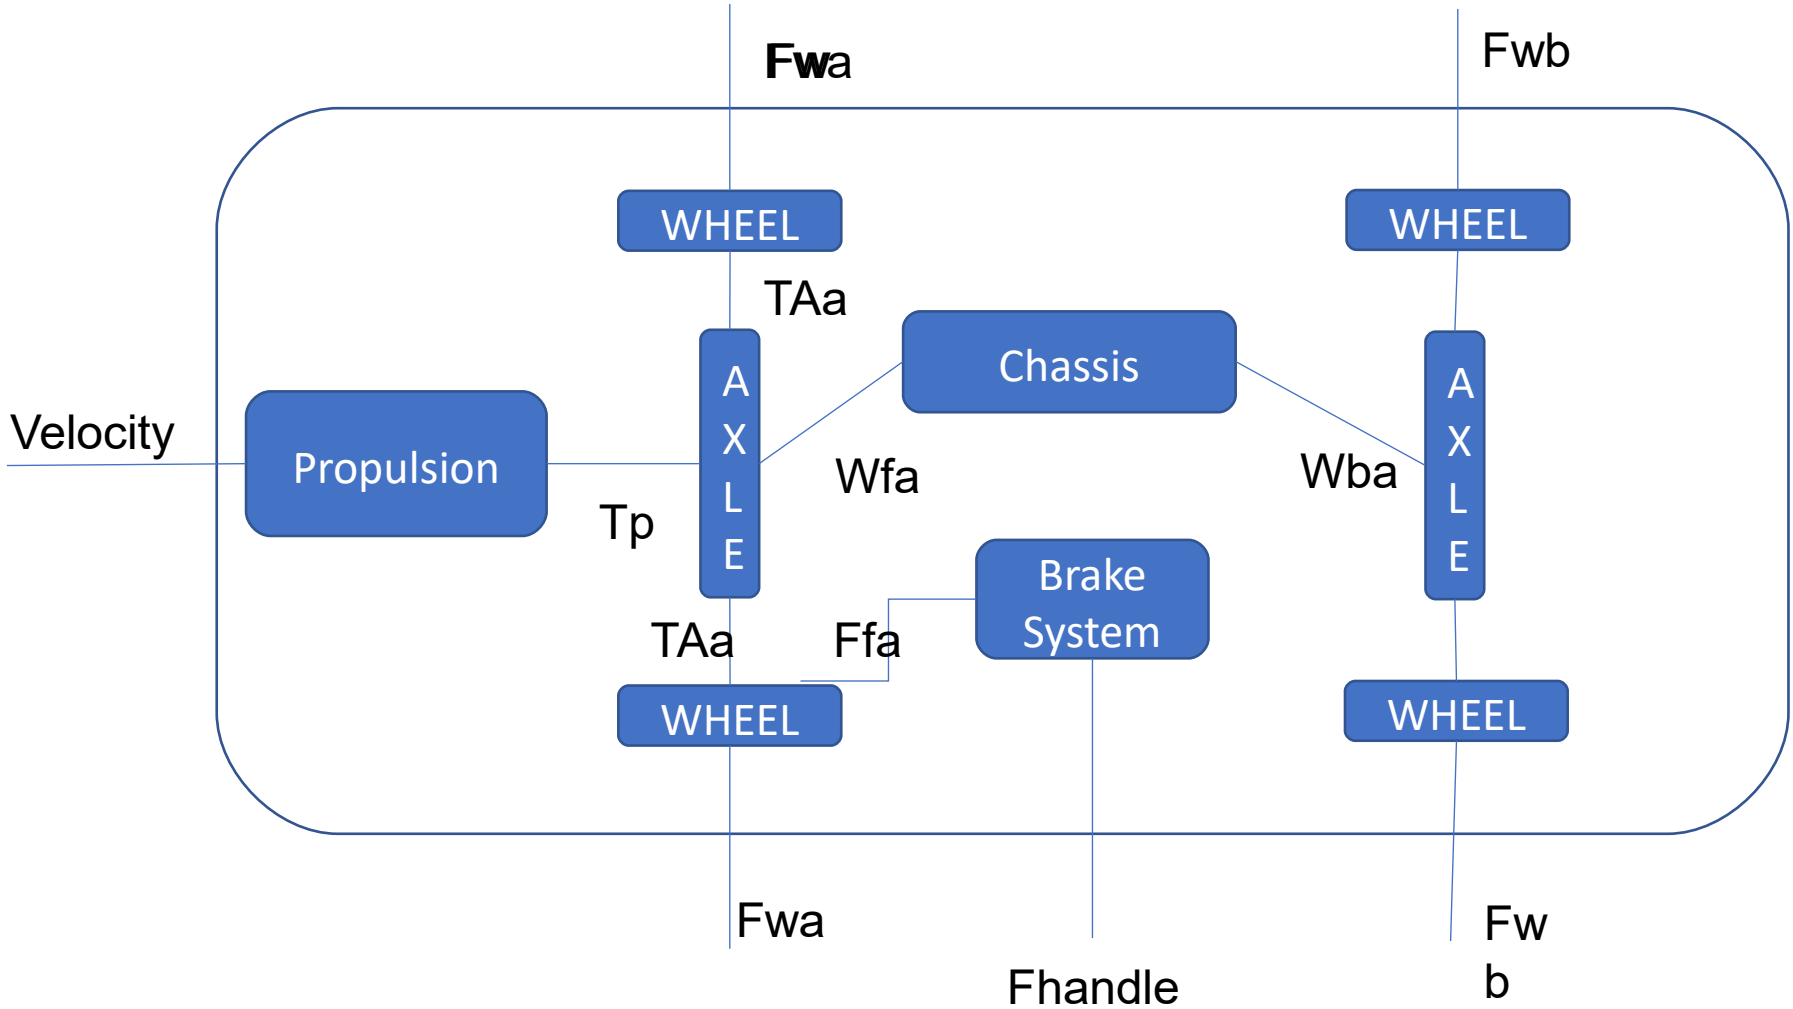 Fwa
Fwb
WHEEL
WHEEL
TAa
Chassis
A
X
L
E
A
X
L
E
Velocity
Propulsion
Wfa
Wba
Tp
Brake
System
TAa
Ffa
WHEEL
WHEEL
Fwa
Fw
b
Fhandle